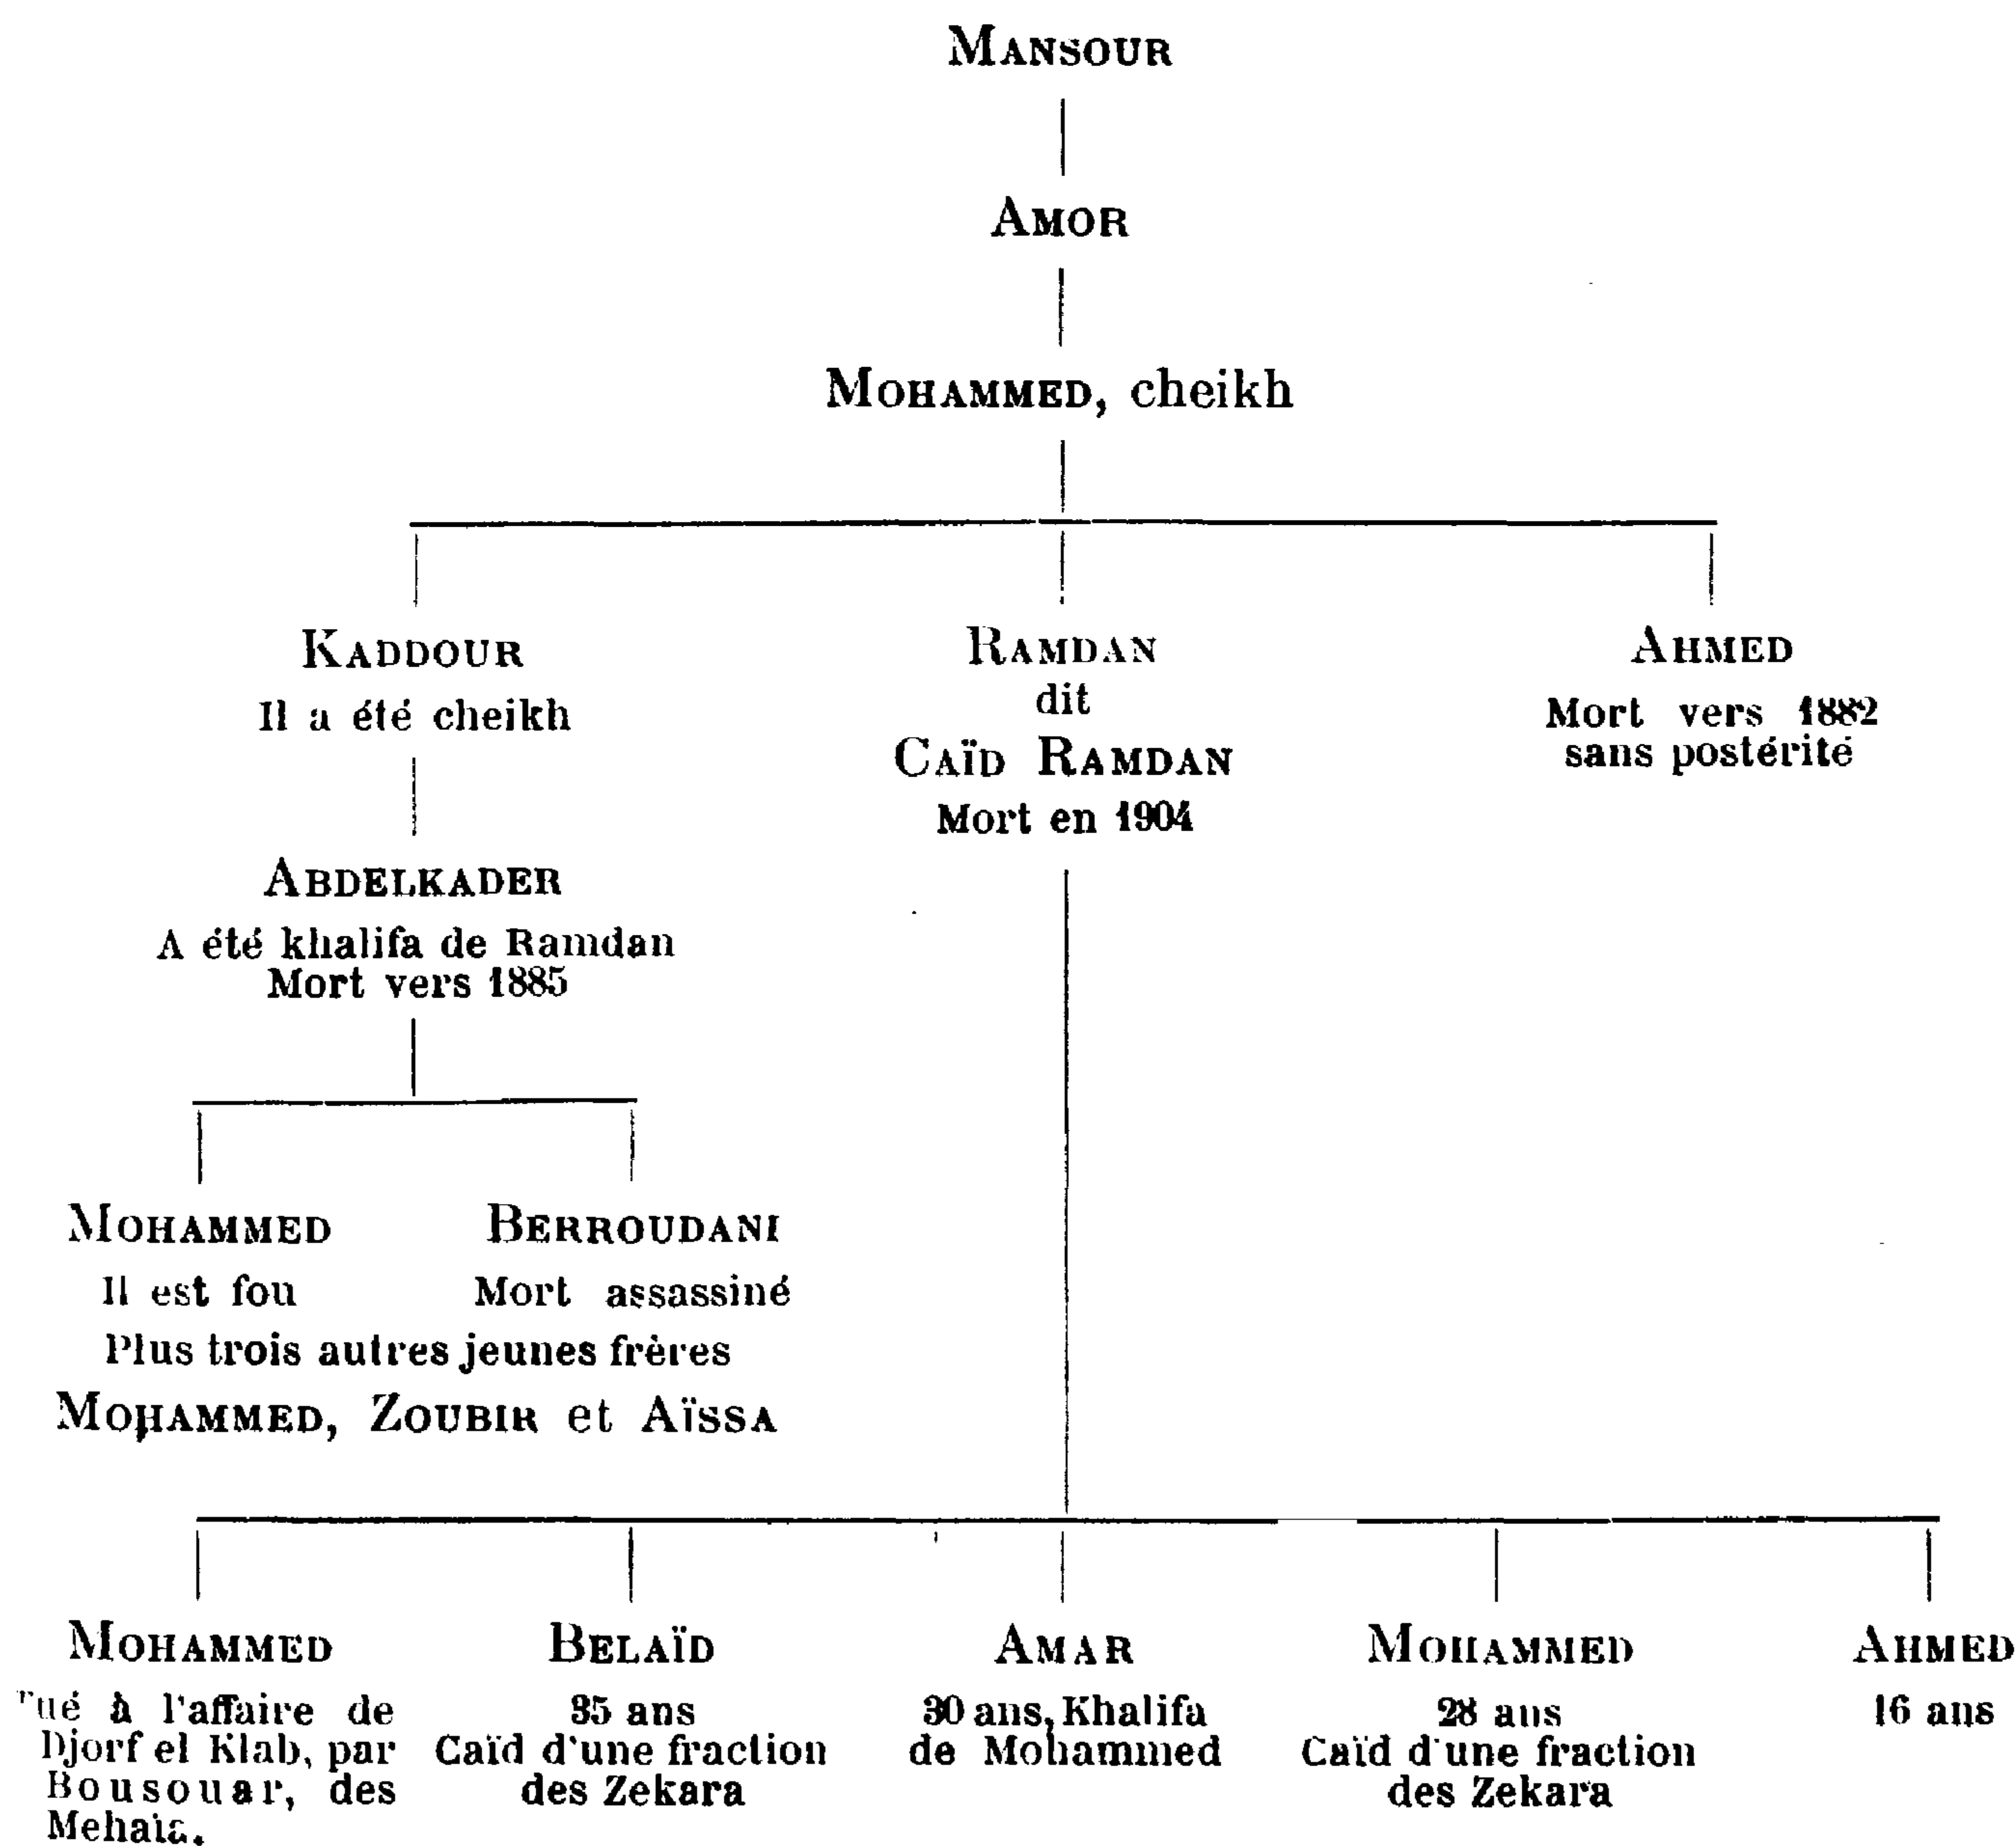 MANSOUR
AMOR
MOHAMMED, cheikh
KADDOUR
Il a été cheikh
RAMDAN
dit
CAÏD RAMDAN
Mort en 1904
AHMED
Mort vers 1882
sans postérité
ABDELKADER
A été khalifa de Ramdan
Mort vers 1885
MOHAMMED
Il est fou
BERROUDANI
Mort assassiné
Plus trois autres jeunes frères
MOHAMMED, ZOUBIR et AÏSSA
MOHAMMED
Tué à l'affaire de
Djorf el Klab, par
Bousouar, des
Mehaïa.
BELAÏD
35 ans
Caïd d'une fraction
des Zekara
AMAR
30 ans, Khalifa
de Mohammed
MOHAMMED
28 ans
Caïd d'une fraction
des Zekara
AHMED
16 ans